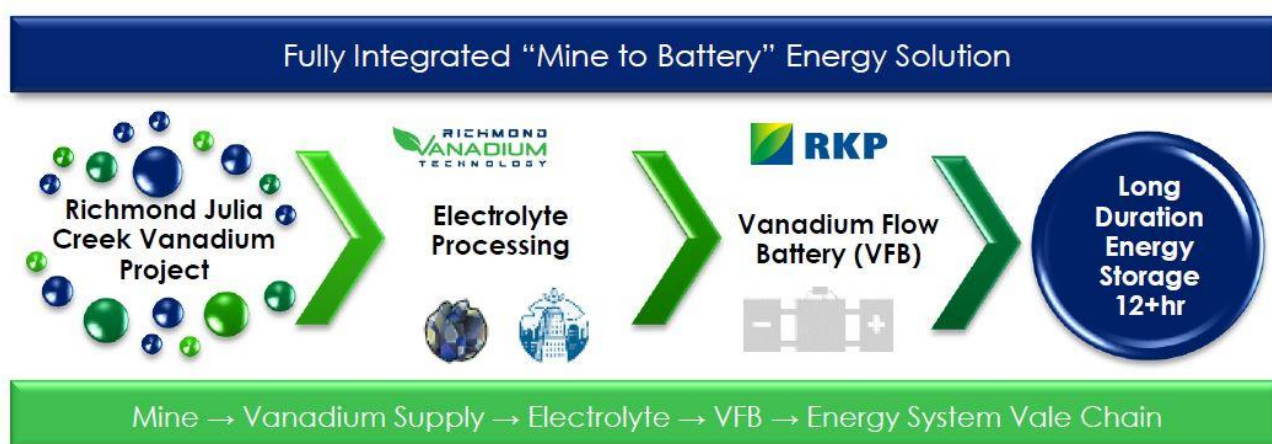 Fully Integrated “Mine to Battery” Energy Solution
Richmond Julia
Creek Vanadium
Project
RICHMOND
VANADIUM
TECHNOLOGY
Electrolyte
Processing
RKP
Vanadium Flow
Battery (VFB)
Long
Duration
Energy
Storage
12+hr
Mine → Vanadium Supply → Electrolyte → VFB → Energy System Vale Chain